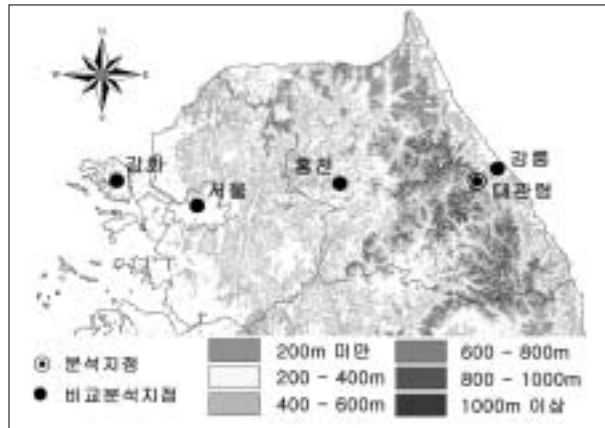 N
W E
S
강화
서울
홍천
강릉
대관령
분석지점
비교분석지점
200m 미만
200 - 400m
400 - 600m
600 - 800m
800 - 1000m
1000m 이상